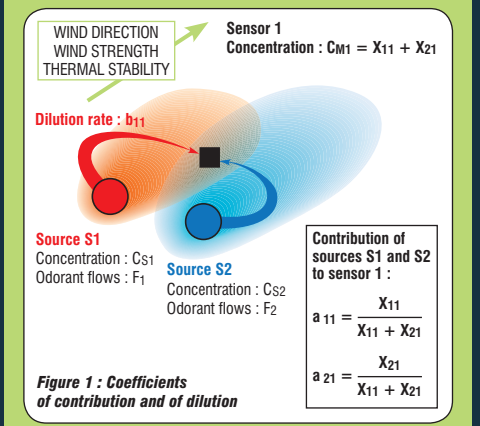 WIND DIRECTION
WIND STRENGTH
THERMAL STABILITY
Sensor 1
Concentration : CM1 = X11 + X21
Dilution rate : b11
Source S1
Concentration : CS1
Odorant flows : F1
Source S2
Concentration : CS2
Odorant flows : F2
Contribution of
sources S1 and S2
to sensor 1 :
a 11 = X11
X11 + X21
a 21 = X21
X11 + X21
Figure 1 : Coefficients
of contribution and of dilution